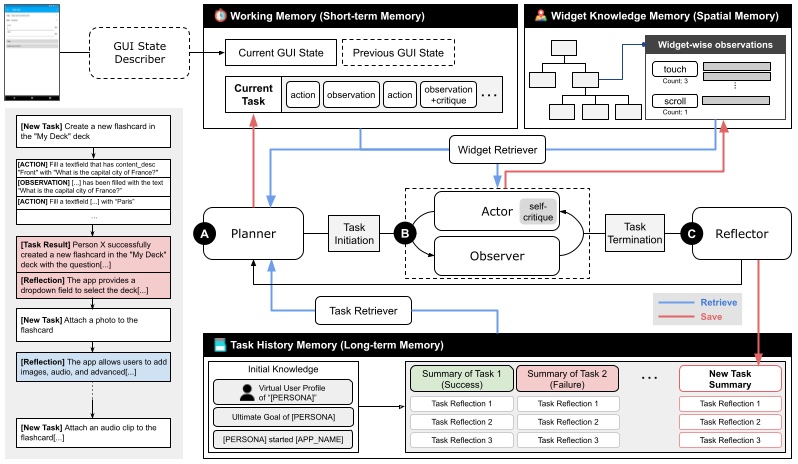 GUI State
Describer
Working Memory (Short-term Memory)
Current GUI State
Previous GUI State
Current
Task
action
observation
action
observation
+critique
...
Widget Knowledge Memory (Spatial Memory)
Widget-wise observations
touch
Count: 3
scroll
Count: 1
Widget Retriever
[New Task] Create a new flashcard in
the "My Deck" deck
[ACTION] Fill a textfield that has content_desc
"Front" with "What is the capital city of France?"
[OBSERVATION] [...] has been filled with the text
"What is the capital city of France?"
[ACTION] Fill a textfield [...] with "Paris"
...
[Task Result] Person X successfully
created a new flashcard in the "My Deck"
deck with the question[...]
[Reflection] The app provides a
dropdown field to select the deck[...]
[New Task] Attach a photo to the
flashcard
[Reflection] The app allows users to add
images, audio, and advanced[...]
[New Task] Attach an audio clip to the
flashcard[...]
A
Planner
Task
Initiation
B
Actor
self-
critique
Observer
Task
Termination
C
Reflector
Task Retriever
Retrieve
Save
Task History Memory (Long-term Memory)
Initial Knowledge
Virtual User Profile
of "[PERSONA]"
Ultimate Goal of [PERSONA]
[PERSONA] started [APP_NAME]
Summary of Task 1
(Success)
Task Reflection 1
Task Reflection 2
Task Reflection 3
Summary of Task 2
(Failure)
Task Reflection 1
Task Reflection 2
Task Reflection 3
...
New Task
Summary
Task Reflection 1
Task Reflection 2
Task Reflection 3